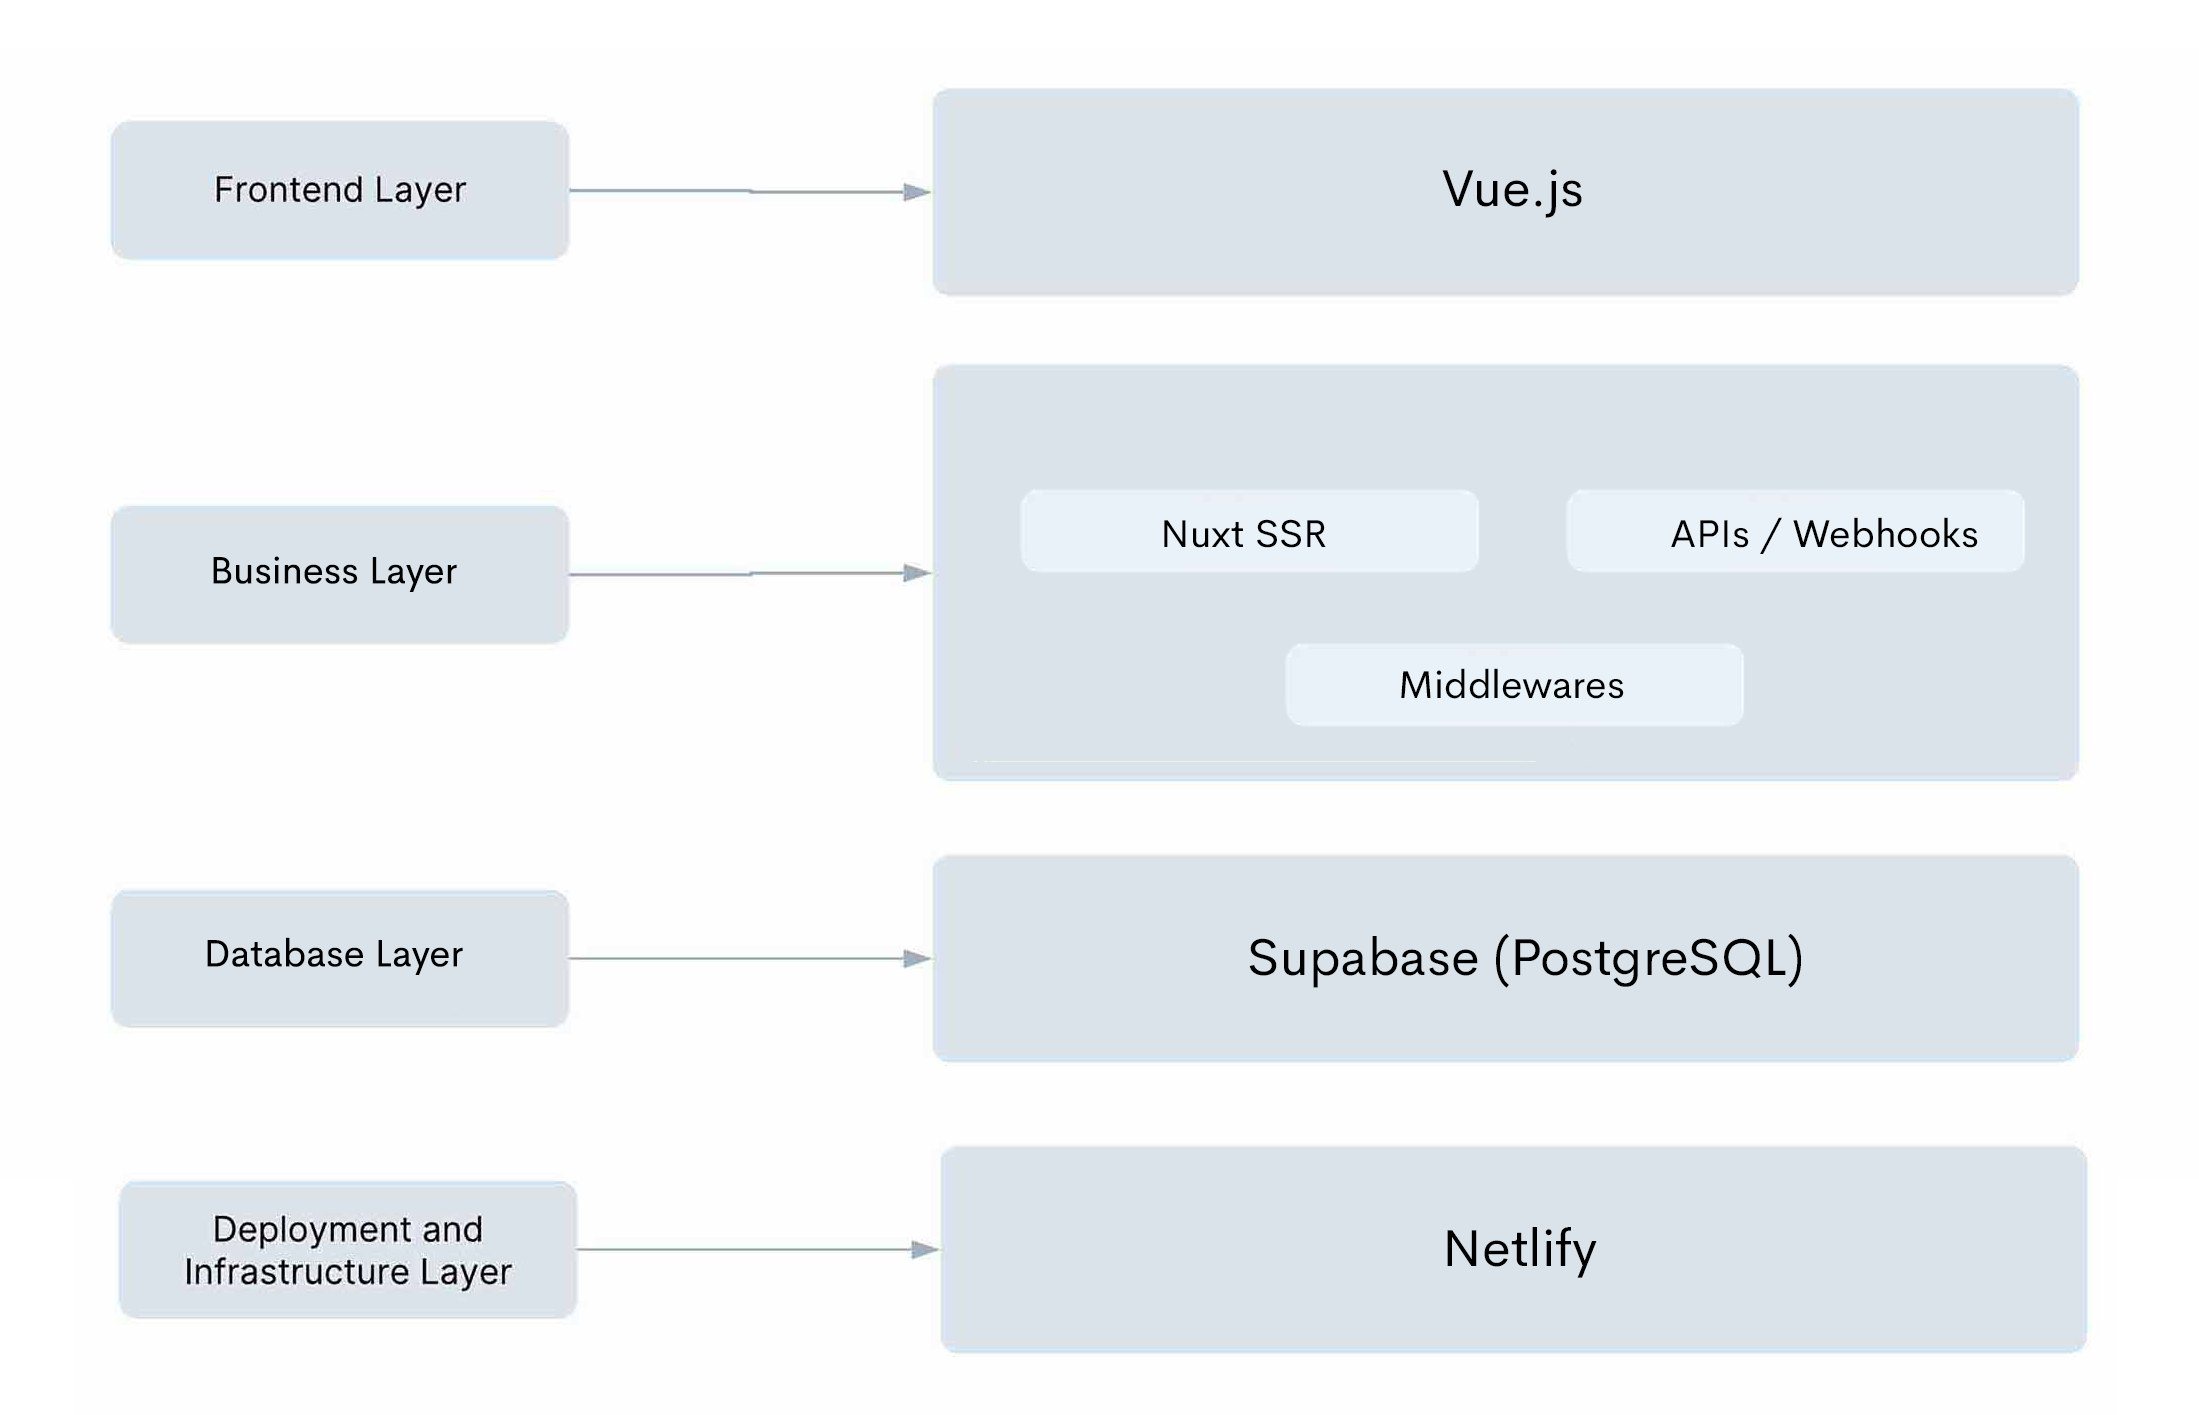 Frontend Layer
Vue.js
Business Layer
Nuxt SSR
APIs / Webhooks
Middlewares
Database Layer
Supabase (PostgreSQL)
Deployment and
Infrastructure Layer
Netlify